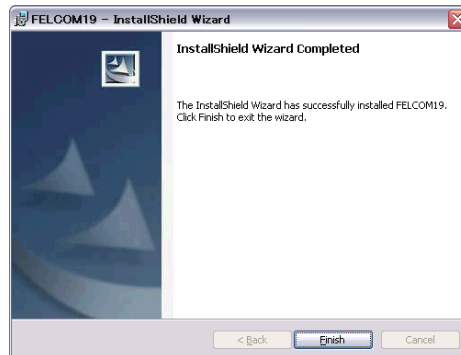 FELCOM19 - InstallShield Wizard
InstallShield Wizard Completed
The InstallShield Wizard has successfully installed FELCOM19.
Click Finish to exit the wizard.
< Back
Finish
Cancel